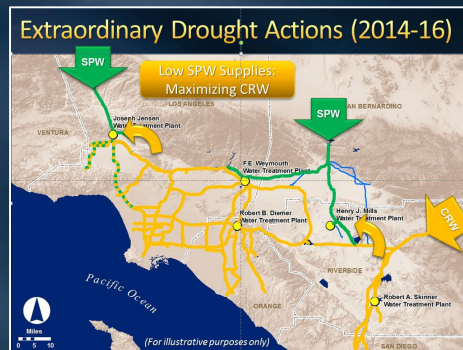 Extraordinary Drought Actions (2014-16)
SPW
Low SPW Supplies:
Maximizing CRW
LOS ANGELES
SPW
SAN BERNARDINO
Joseph Jensen
Water Treatment Plant
VENTURA
F.E. Weymouth
Water Treatment Plant
CRW
Robert B. Diemer
Water Treatment Plant
Henry J. Mills
Water Treatment Plant
RIVERSIDE
Pacific Ocean
ORANGE
Robert A. Skinner
Water Treatment Plant
Miles
0 5 10
(For illustrative purposes only)
SAN DIEGO